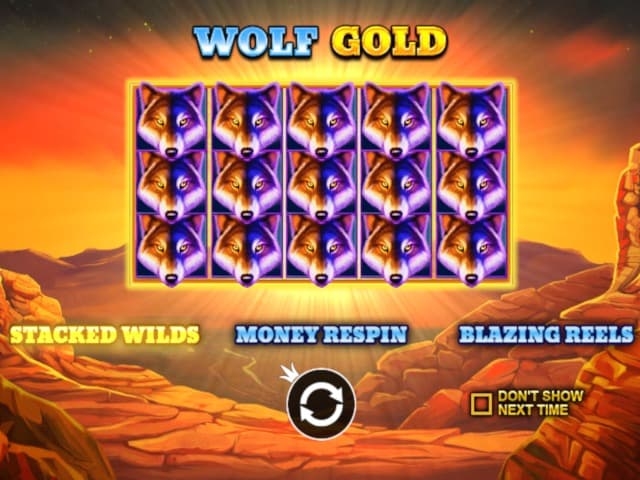 WOLF GOLD
STACKED WILDS
MONEY RESPIN
BLAZING REELS
DON'T SHOW
NEXT TIME